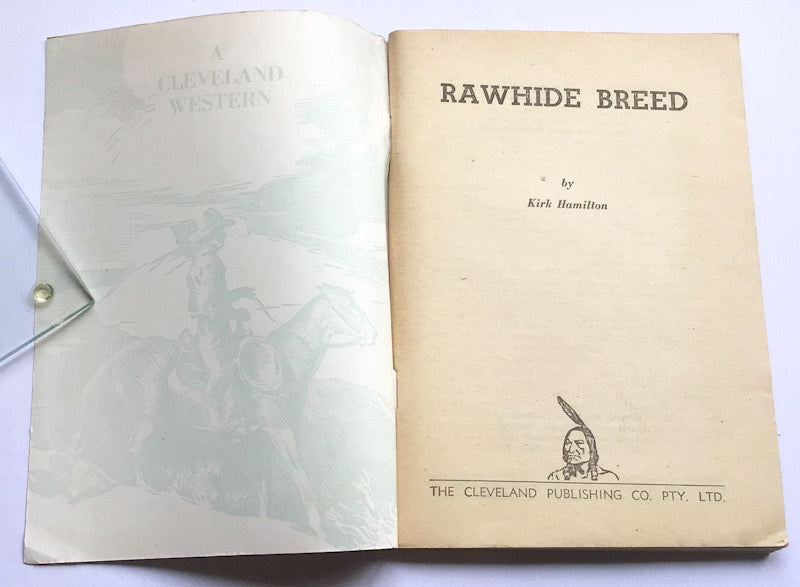 A
CLEVELAND
WESTERN
RAWHIDE BREED
by
Kirk Hamilton
THE CLEVELAND PUBLISHING CO. PTY. LTD.